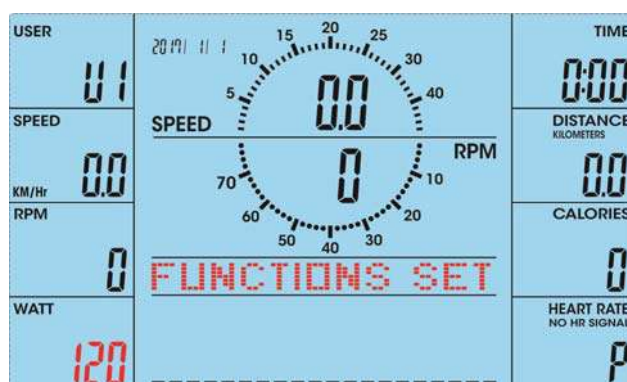 USER
U 1
SPEED
KM/Hr 0.0
RPM
0
WATT
120
2019/ 1/ 1
5 10 15 20 25 30 40
SPEED 0.0
0 RPM
70 60 50 40 30 20 10
FUNCTIONS SET
TIME
0:00
DISTANCE
KILOMETERS
0.0
CALORIES
0
HEART RATE
NO HR SIGNAL
P